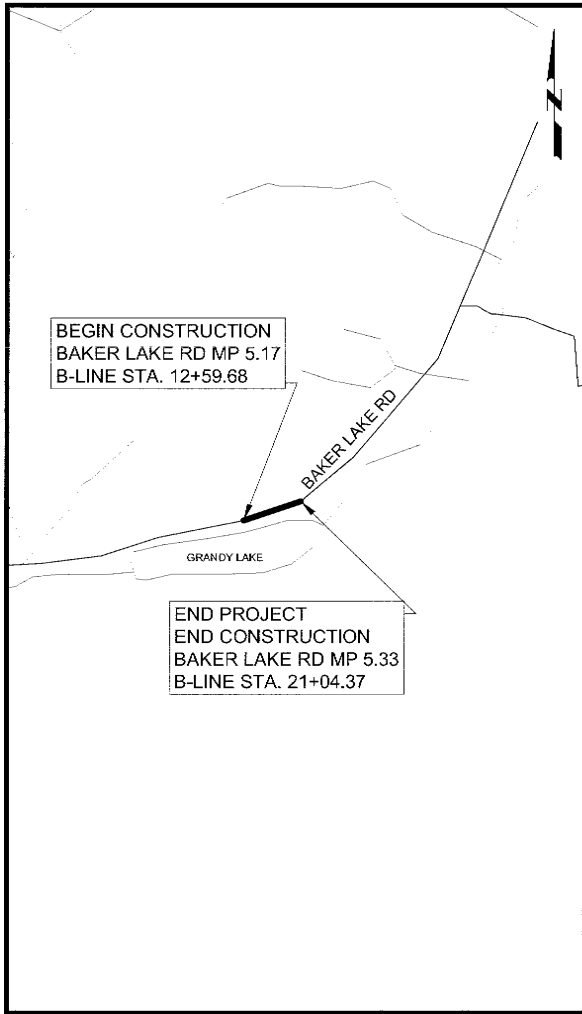 N
BEGIN CONSTRUCTION
BAKER LAKE RD MP 5.17
B-LINE STA. 12+59.68
BAKER LAKE RD
GRANDY LAKE
END PROJECT
END CONSTRUCTION
BAKER LAKE RD MP 5.33
B-LINE STA. 21+04.37